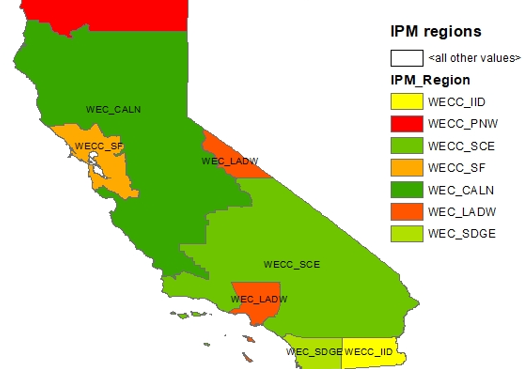 IPM regions
<all other values>
IPM_Region
WECC_IID
WECC_PNW
WECC_SCE
WECC_SF
WEC_CALN
WEC_LADW
WEC_SDGE
WEC_CALN
WECC_SF
WEC_LADW
WECC_SCE
WEC_LADW
WEC_SDGE WECC_IID